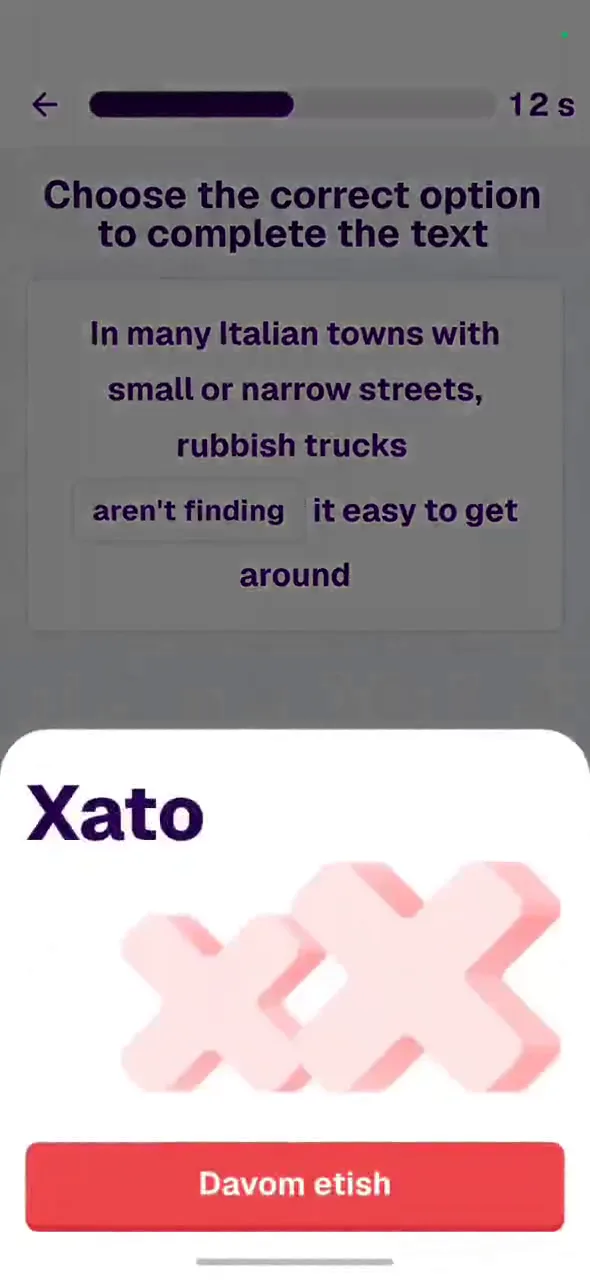 12 s
Choose the correct option
to complete the text
In many Italian towns with
small or narrow streets,
rubbish trucks
aren't finding it easy to get
around
Xato
Davom etish